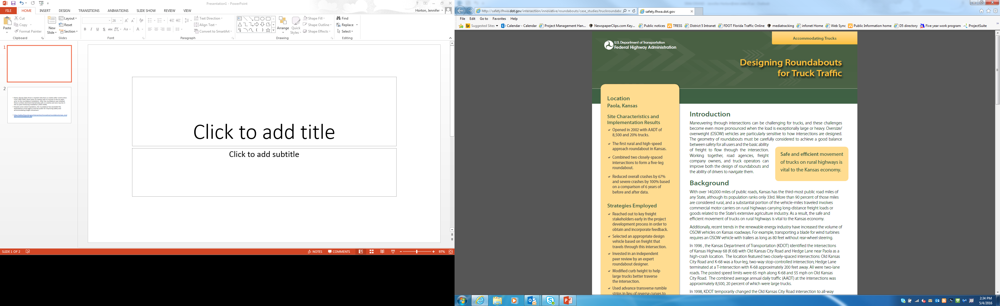 Presentation1 - PowerPoint
FILE HOME INSERT DESIGN TRANSITIONS ANIMATIONS SLIDE SHOW REVIEW VIEW
Horton, Jennifer
Paste
Cut
Copy
Format Painter
Clipboard
New
Slide
Layout
Reset
Section
Slides
26
B I U S abc AV Aa A
Font
Text Direction
Align Text
Convert to SmartArt
Paragraph
Arrange
Quick
Styles
Shape Fill
Shape Outline
Shape Effects
Drawing
Find
Replace
Select
Editing
1
2
Click to add title
Click to add subtitle
SLIDE 1 OF 2
NOTES COMMENTS 97%
http://safety.fhwa.dot.gov/intersection/innovative/roundabouts/case_studies/truckroundabc
safety.fhwa.dot.gov
File Edit Go to Favorites Help
Suggested Sites Calendar - Calendar Project Management Han... NewspaperClips.com Key... Public notices TRESS District 5 Intranet FDOT Florida Traffic Online mediatracking infonet Home Web Sync Public Information home D5 directory Five year work program ProjectSuite
U.S. Department of Transportation
Federal Highway Administration
Accommodating Trucks
Designing Roundabouts
for Truck Traffic
Location
Paola, Kansas
Site Characteristics and
Implementation Results
Opened in 2002 with AADT of
8,500 and 20% trucks.
The first rural and high-speed
approach roundabout in Kansas.
Combined two closely-spaced
intersections to form a five-leg
roundabout.
Reduced overall crashes by 67%
and severe crashes by 100% based
on a comparison of 6 years of
before and after data.
Strategies Employed
Reached out to key freight
stakeholders early in the project
development process in order to
obtain and incorporate feedback.
Selected an appropriate design
vehicle based on freight that
travels through this intersection.
Invested in an independent
peer review by an expert
roundabout designer.
Modified curb height to help
large trucks better traverse
the intersection.
Used advance transverse rumble
strips in lieu of reverse curves to
Introduction
Maneuvering through intersections can be challenging for trucks, and these challenges
become even more pronounced when the load is exceptionally large or heavy. Oversize/
overweight (OSOW) vehicles are particularly sensitive to how intersections are designed.
The geometry of roundabouts must be carefully considered to achieve a good balance
between safety for all users and the basic ability
of freight to flow through the intersection.
Working together, road agencies, freight
company owners, and truck operators can
improve both the design of roundabouts and
the ability of drivers to navigate them.
Safe and efficient movement
of trucks on rural highways is
vital to the Kansas economy.
Background
With over 140,000 miles of public roads, Kansas has the third-most public road miles of
any State, although its population ranks only 33rd. More than 90 percent of those miles
are considered rural, and a substantial portion of the vehicle-miles traveled involves
commercial motor carriers on rural highways carrying long-distance freight loads or
goods related to the State's extensive agriculture industry. As a result, the safe and
efficient movement of trucks on rural highways is vital to the Kansas economy.
Additionally, recent trends in the renewable energy industry have increased the volume of
OSOW vehicles on Kansas roadways. For example, transporting a blade for wind turbines
requires an OSOW vehicle with trailers as long as 80 feet without rear-wheel steering.
In 1996 , the Kansas Department of Transportation (KDOT) identified the intersections
of Kansas Highway 68 (K 68) with Old Kansas City Road and Hedge Lane near Paola as a
high-crash location. The location featured two closely-spaced intersections: Old Kansas
City Road and K-68 was a four-leg, two-way stop-controlled intersection; Hedge Lane
terminated at a T-intersection with K-68 approximately 200 feet away. All were two-lane
roads. The posted speed limits were 65 mph along K-68 and 55 mph on Old Kansas
City Road. The combined average annual daily traffic (AADT) at the intersections was
approximately 8,500, 20 percent of which were large trucks.
In 1998, KDOT temporarily changed the Old Kansas City Road intersection to all-way
2:34 PM
5/4/2016